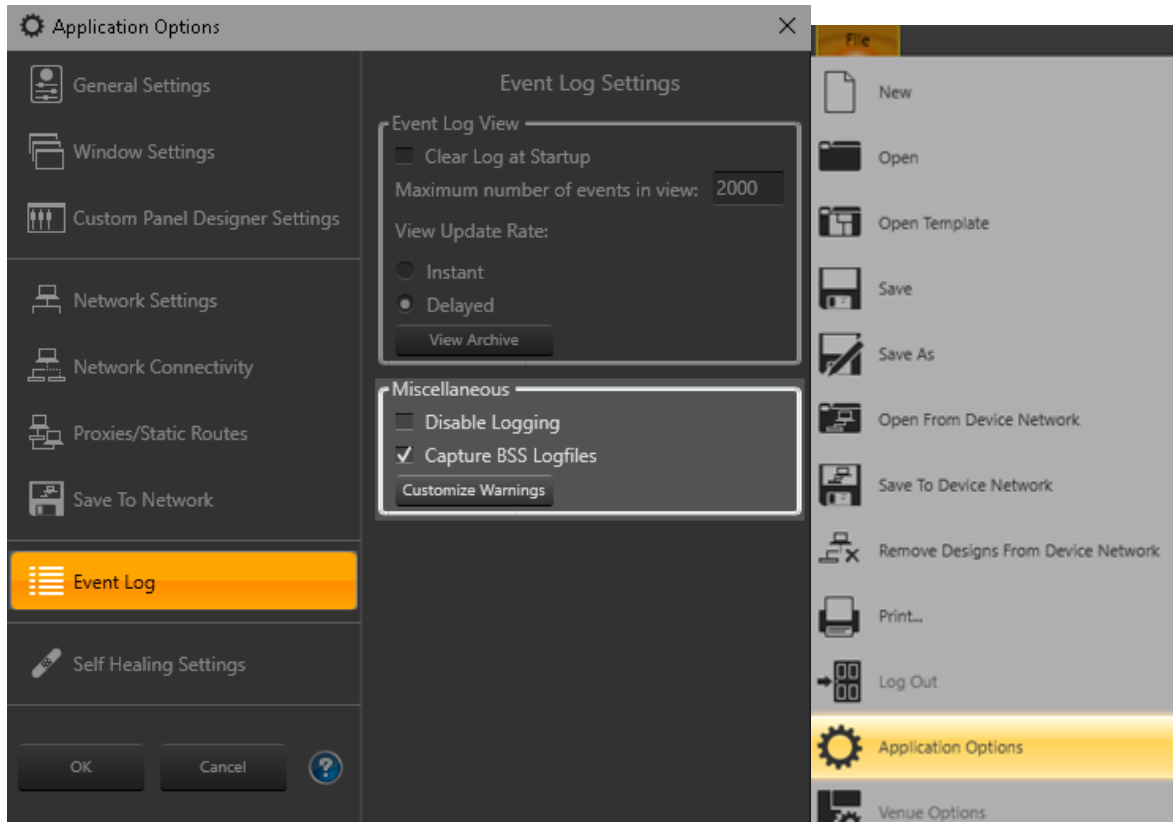 Application Options
General Settings
Window Settings
Custom Panel Designer Settings
Network Settings
Network Connectivity
Proxies/Static Routes
Save To Network
Event Log
Self Healing Settings
OK
Cancel
?
Event Log Settings
Event Log View
Clear Log at Startup
Maximum number of events in view: 2000
View Update Rate:
Instant
Delayed
View Archive
Miscellaneous
Disable Logging
Capture BSS Logfiles
Customize Warnings
File
New
Open
Open Template
Save
Save As
Open From Device Network
Save To Device Network
Remove Designs From Device Network
Print...
Log Out
Application Options
Venue Options